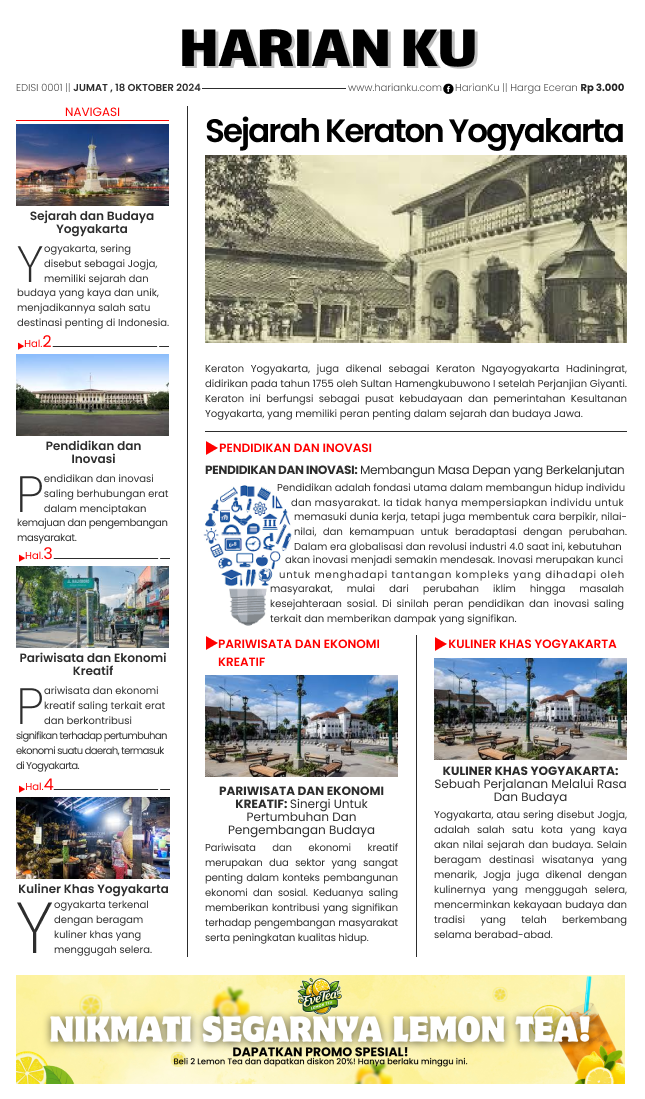 HARIAN KU
EDISI 0001 || JUMAT , 18 OKTOBER 2024
www.harianku.com HarianKu || Harga Eceran Rp 3.000
NAVIGASI
Sejarah dan Budaya
Yogyakarta
Yogyakarta, sering
disebut sebagai Jogja,
memiliki sejarah dan
budaya yang kaya dan unik,
menjadikannya salah satu
destinasi penting di Indonesia.
Hal.2
Pendidikan dan
Inovasi
Pendidikan dan inovasi
saling berhubungan erat
dalam menciptakan
kemajuan dan pengembangan
masyarakat.
Hal.3
Pariwisata dan Ekonomi
Kreatif
Pariwisata dan ekonomi
kreatif saling terkait erat
dan berkontribusi
signifikan terhadap pertumbuhan
ekonomi suatu daerah, termasuk
di Yogyakarta.
Hal.4
Kuliner Khas Yogyakarta
Yogyakarta terkenal
dengan beragam
kuliner khas yang
menggugah selera.
Sejarah Keraton Yogyakarta
Keraton Yogyakarta, juga dikenal sebagai Keraton Ngayogyakarta Hadiningrat,
didirikan pada tahun 1755 oleh Sultan Hamengkubuwono I setelah Perjanjian Giyanti.
Keraton ini berfungsi sebagai pusat kebudayaan dan pemerintahan Kesultanan
Yogyakarta, yang memiliki peran penting dalam sejarah dan budaya Jawa.
PENDIDIKAN DAN INOVASI
PENDIDIKAN DAN INOVASI: Membangun Masa Depan yang Berkelanjutan
Pendidikan adalah fondasi utama dalam membangun hidup individu
dan masyarakat. Ia tidak hanya mempersiapkan individu untuk
memasuki dunia kerja, tetapi juga membentuk cara berpikir, nilai-
nilai, dan kemampuan untuk beradaptasi dengan perubahan.
Dalam era globalisasi dan revolusi industri 4.0 saat ini, kebutuhan
akan inovasi menjadi semakin mendesak. Inovasi merupakan kunci
untuk menghadapi tantangan kompleks yang dihadapi oleh
masyarakat, mulai dari perubahan iklim hingga masalah
kesejahteraan sosial. Di sinilah peran pendidikan dan inovasi saling
terkait dan memberikan dampak yang signifikan.
PARIWISATA DAN EKONOMI
KREATIF
PARIWISATA DAN EKONOMI
KREATIF: Sinergi Untuk
Pertumbuhan Dan
Pengembangan Budaya
Pariwisata dan ekonomi kreatif
merupakan dua sektor yang sangat
penting dalam konteks pembangunan
ekonomi dan sosial. Keduanya saling
memberikan kontribusi yang signifikan
terhadap pengembangan masyarakat
serta peningkatan kualitas hidup.
KULINER KHAS YOGYAKARTA
KULINER KHAS YOGYAKARTA:
Sebuah Perjalanan Melalui Rasa
Dan Budaya
Yogyakarta, atau sering disebut Jogja,
adalah salah satu kota yang kaya
akan nilai sejarah dan budaya. Selain
beragam destinasi wisatanya yang
menarik, Jogja juga dikenal dengan
kulinernya yang menggugah selera,
mencerminkan kekayaan budaya dan
tradisi yang telah berkembang
selama berabad-abad.
EveTea
LEMON TEA
NIKMATI SEGARNYA LEMON TEA!
DAPATKAN PROMO SPESIAL!
Beli 2 Lemon Tea dan dapatkan diskon 20%! Hanya berlaku minggu ini.